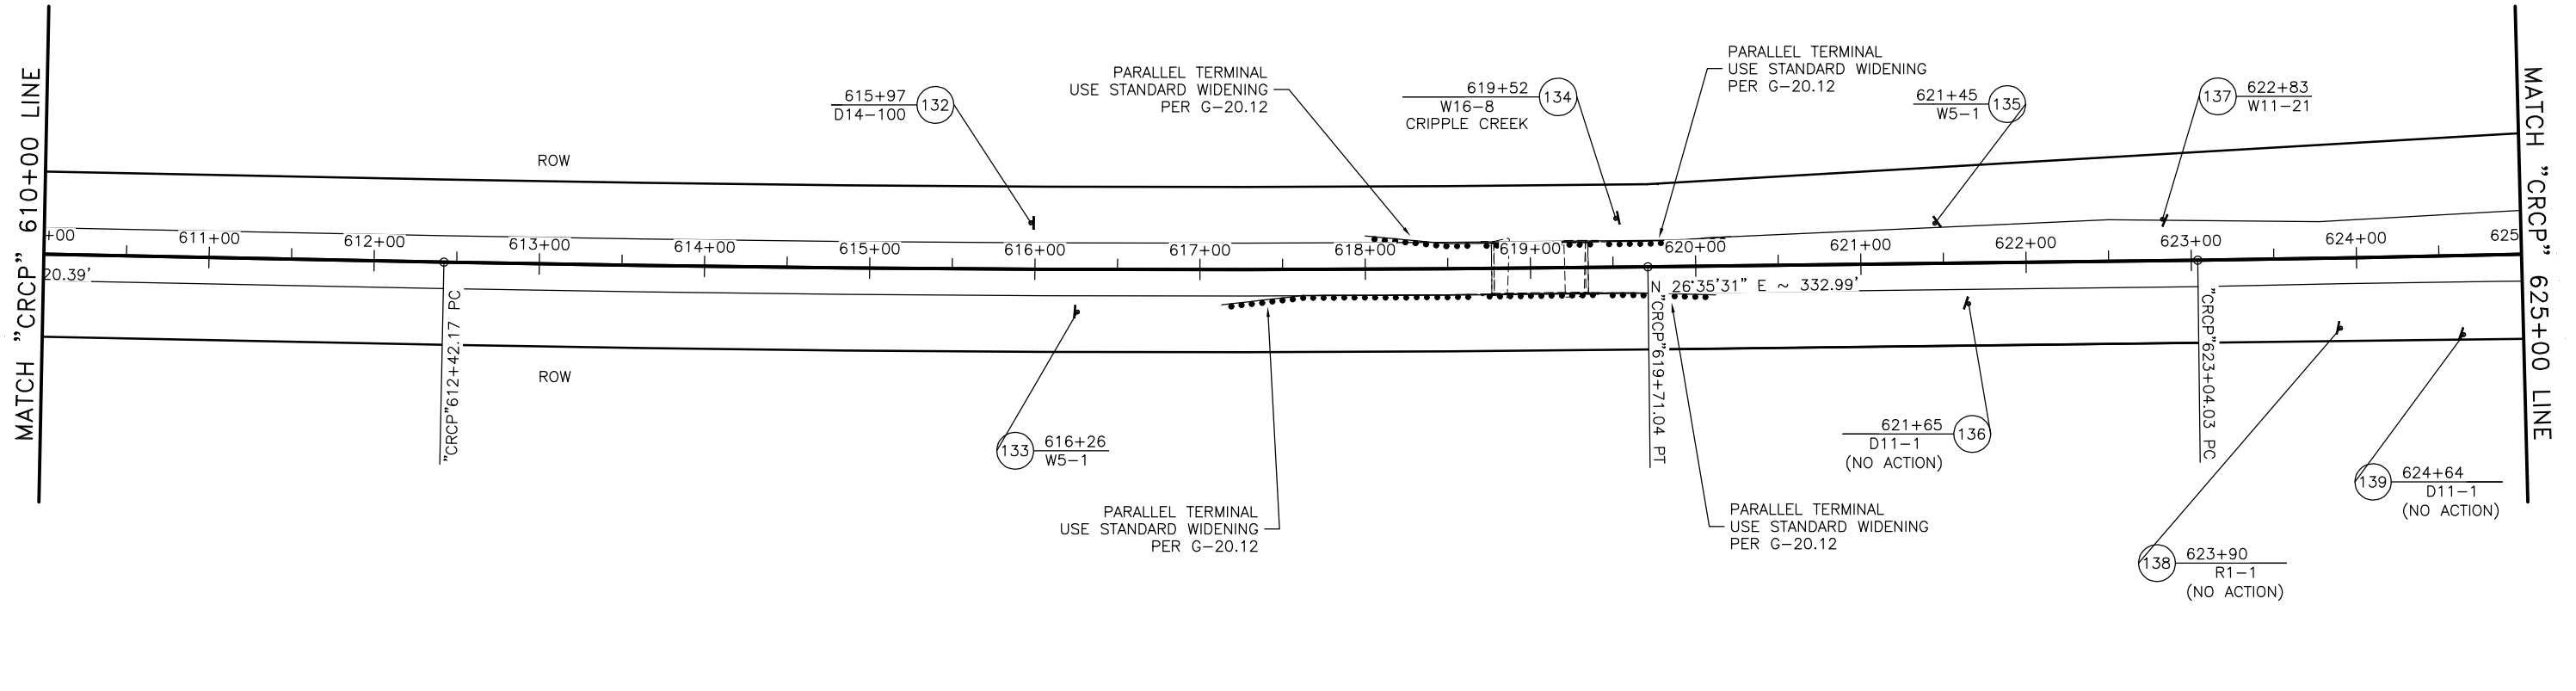 MATCH "CRCP" 610+00 LINE
615+97
D14-100
132
PARALLEL TERMINAL
USE STANDARD WIDENING
PER G-20.12
619+52
W16-8
CRIPPLE CREEK
134
PARALLEL TERMINAL
USE STANDARD WIDENING
PER G-20.12
621+45
W5-1
135
137
622+83
W11-21
MATCH "CRCP" 625+00 LINE
ROW
+00
611+00
612+00
613+00
614+00
615+00
616+00
617+00
618+00
619+00
620+00
621+00
622+00
623+00
624+00
625
20.39'
N 26°35'31" E ~ 332.99'
"CRCP"612+42.17 PC
"CRCP"619+71.04 PT
"CRCP"623+04.03 PC
ROW
133
616+26
W5-1
621+65
D11-1
(NO ACTION)
136
139
624+64
D11-1
(NO ACTION)
PARALLEL TERMINAL
USE STANDARD WIDENING
PER G-20.12
PARALLEL TERMINAL
USE STANDARD WIDENING
PER G-20.12
138
623+90
R1-1
(NO ACTION)